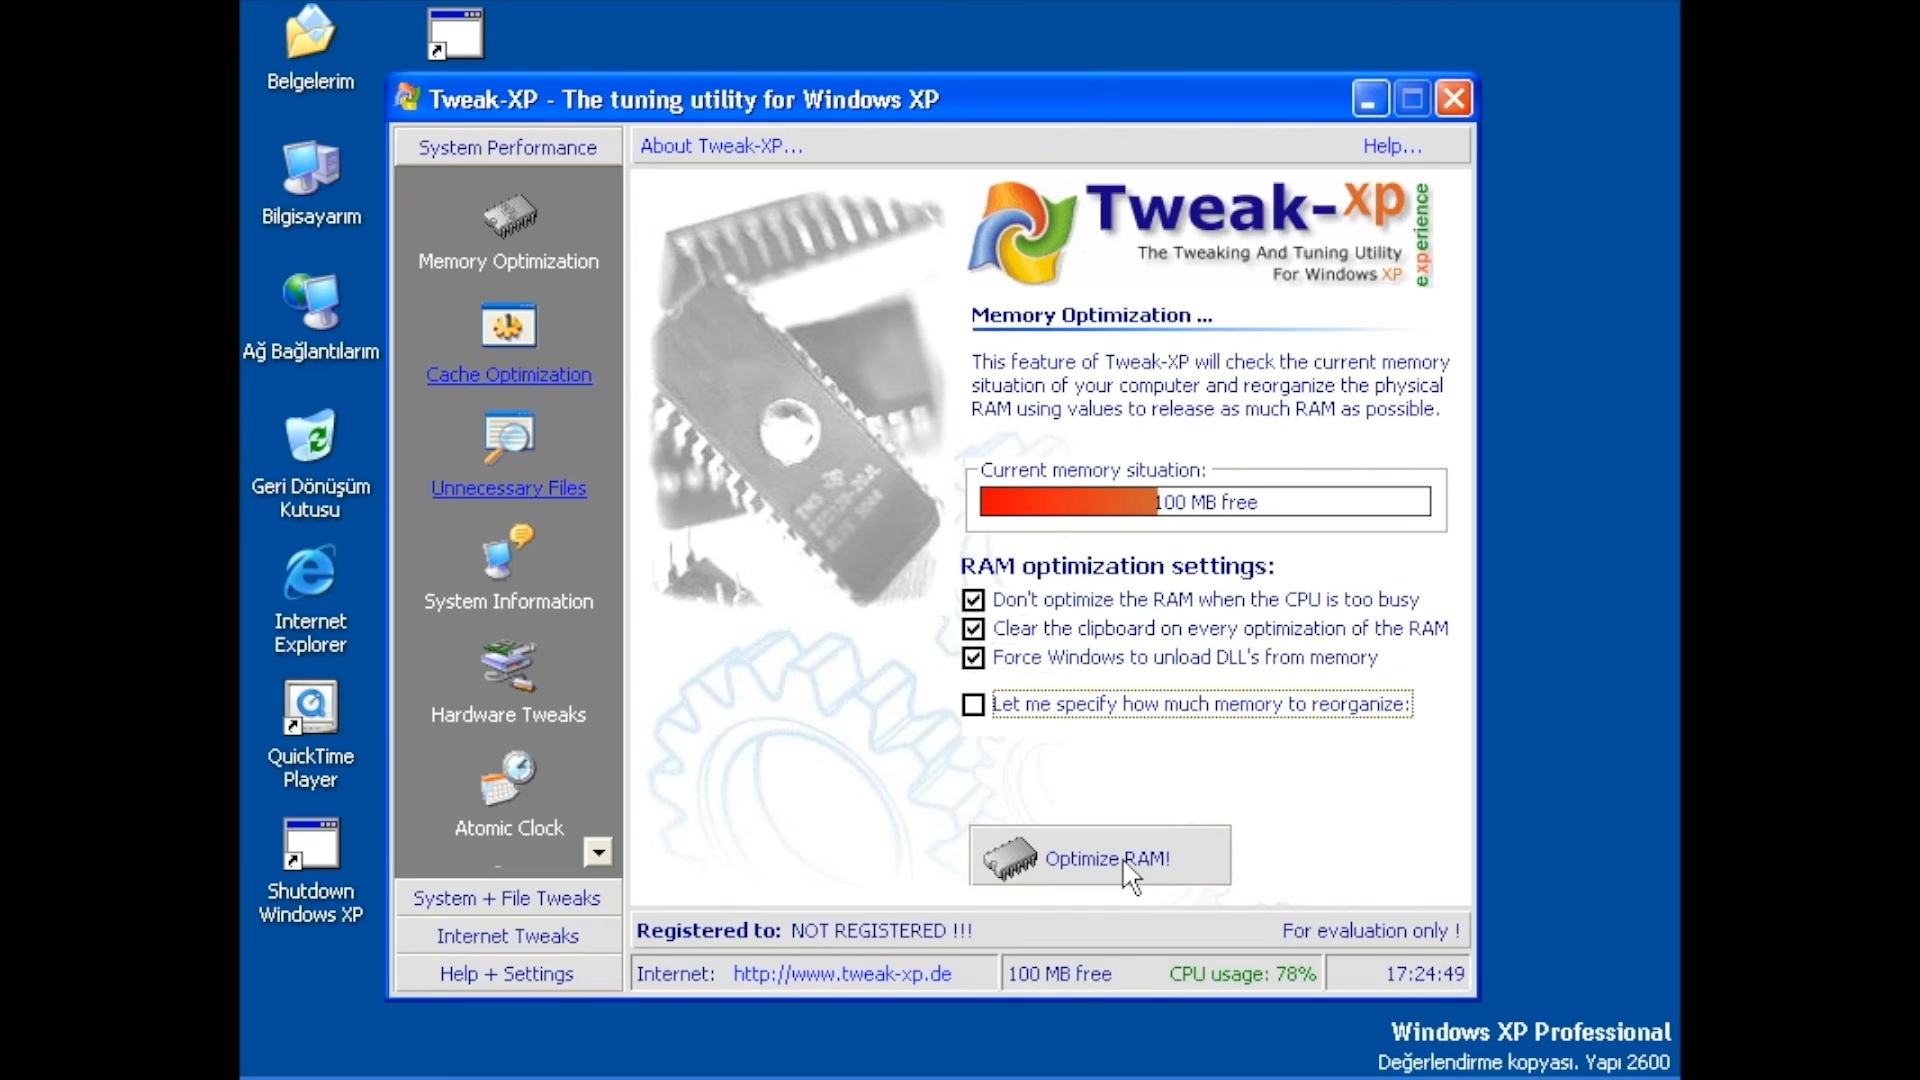 Belgelerim
Bilgisayarım
Ağ Bağlantılarım
Geri Dönüşüm
Kutusu
Internet
Explorer
QuickTime
Player
Shutdown
Windows XP
Tweak-XP - The tuning utility for Windows XP
System Performance
Memory Optimization
Cache Optimization
Unnecessary Files
System Information
Hardware Tweaks
Atomic Clock
System + File Tweaks
Internet Tweaks
Help + Settings
About Tweak-XP...
Help...
Tweak-xp
experience
The Tweaking And Tuning Utility
For Windows XP
Memory Optimization ...
This feature of Tweak-XP will check the current memory
situation of your computer and reorganize the physical
RAM using values to release as much RAM as possible.
Current memory situation:
100 MB free
RAM optimization settings:
Don't optimize the RAM when the CPU is too busy
Clear the clipboard on every optimization of the RAM
Force Windows to unload DLL's from memory
Let me specify how much memory to reorganize:
Optimize RAM!
Registered to: NOT REGISTERED !!!
For evaluation only !
Internet: http://www.tweak-xp.de
100 MB free
CPU usage: 78%
17:24:49
Windows XP Professional
Değerlendirme kopyası. Yapı 2600